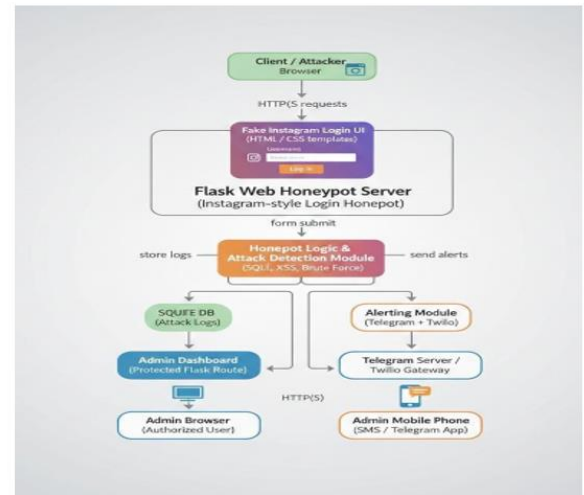 Client / Attacker
Browser
HTTP(S requests
Fake Instagram Login UI
(HTML / CSS templates)
Username
Log in
Flask Web Honeypot Server
(Instagram-style Login Honepot)
form submit
store logs
Honepot Logic &
Attack Detection Module
(SQLI, XSS, Brute Force)
send alerts
SQUFE DB
(Attack Logs)
Alerting Module
(Telegram + Twilio)
Admin Dashboard
(Protected Flask Route)
Telegram Server /
Twilio Gateway
HTTP(S)
Admin Browser
(Authorized User)
Admin Mobile Phone
(SMS / Telegram App)